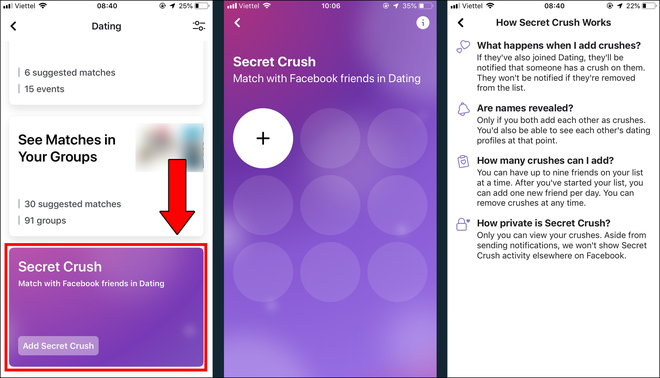 Viettel
08:40
25%
Dating
6 suggested matches
15 events
See Matches in
Your Groups
30 suggested matches
91 groups
Secret Crush
Match with Facebook friends in Dating
Add Secret Crush
Viettel
10:06
35%
Secret Crush
Match with Facebook friends in Dating
Viettel
08:40
22%
How Secret Crush Works
What happens when I add crushes?
If they've also joined Dating, they'll be
notified that someone has a crush on them.
They won't be notified if they're removed
from the list.
Are names revealed?
Only if you both add each other as crushes.
You'd also be able to see each other's dating
profiles at that point.
How many crushes can I add?
You can have up to nine friends on your list
at a time. After you've started your list, you
can add one new friend per day. You can
remove crushes at any time.
How private is Secret Crush?
Only you can view your crushes. Aside from
sending notifications, we won't show Secret
Crush activity elsewhere on Facebook.